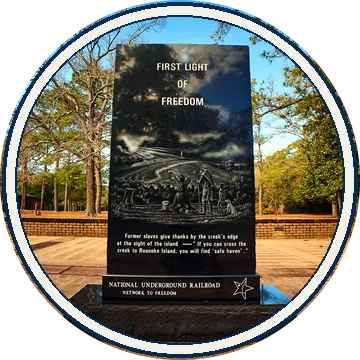 FIRST LIGHT
OF
FREEDOM
Former slaves give thanks by the creek's edge
at the sight of the island —" If you can cross the
creek to Roanoke Island, you will find 'safe haven' .
NATIONAL UNDERGROUND RAILROAD
NETWORK TO FREEDOM